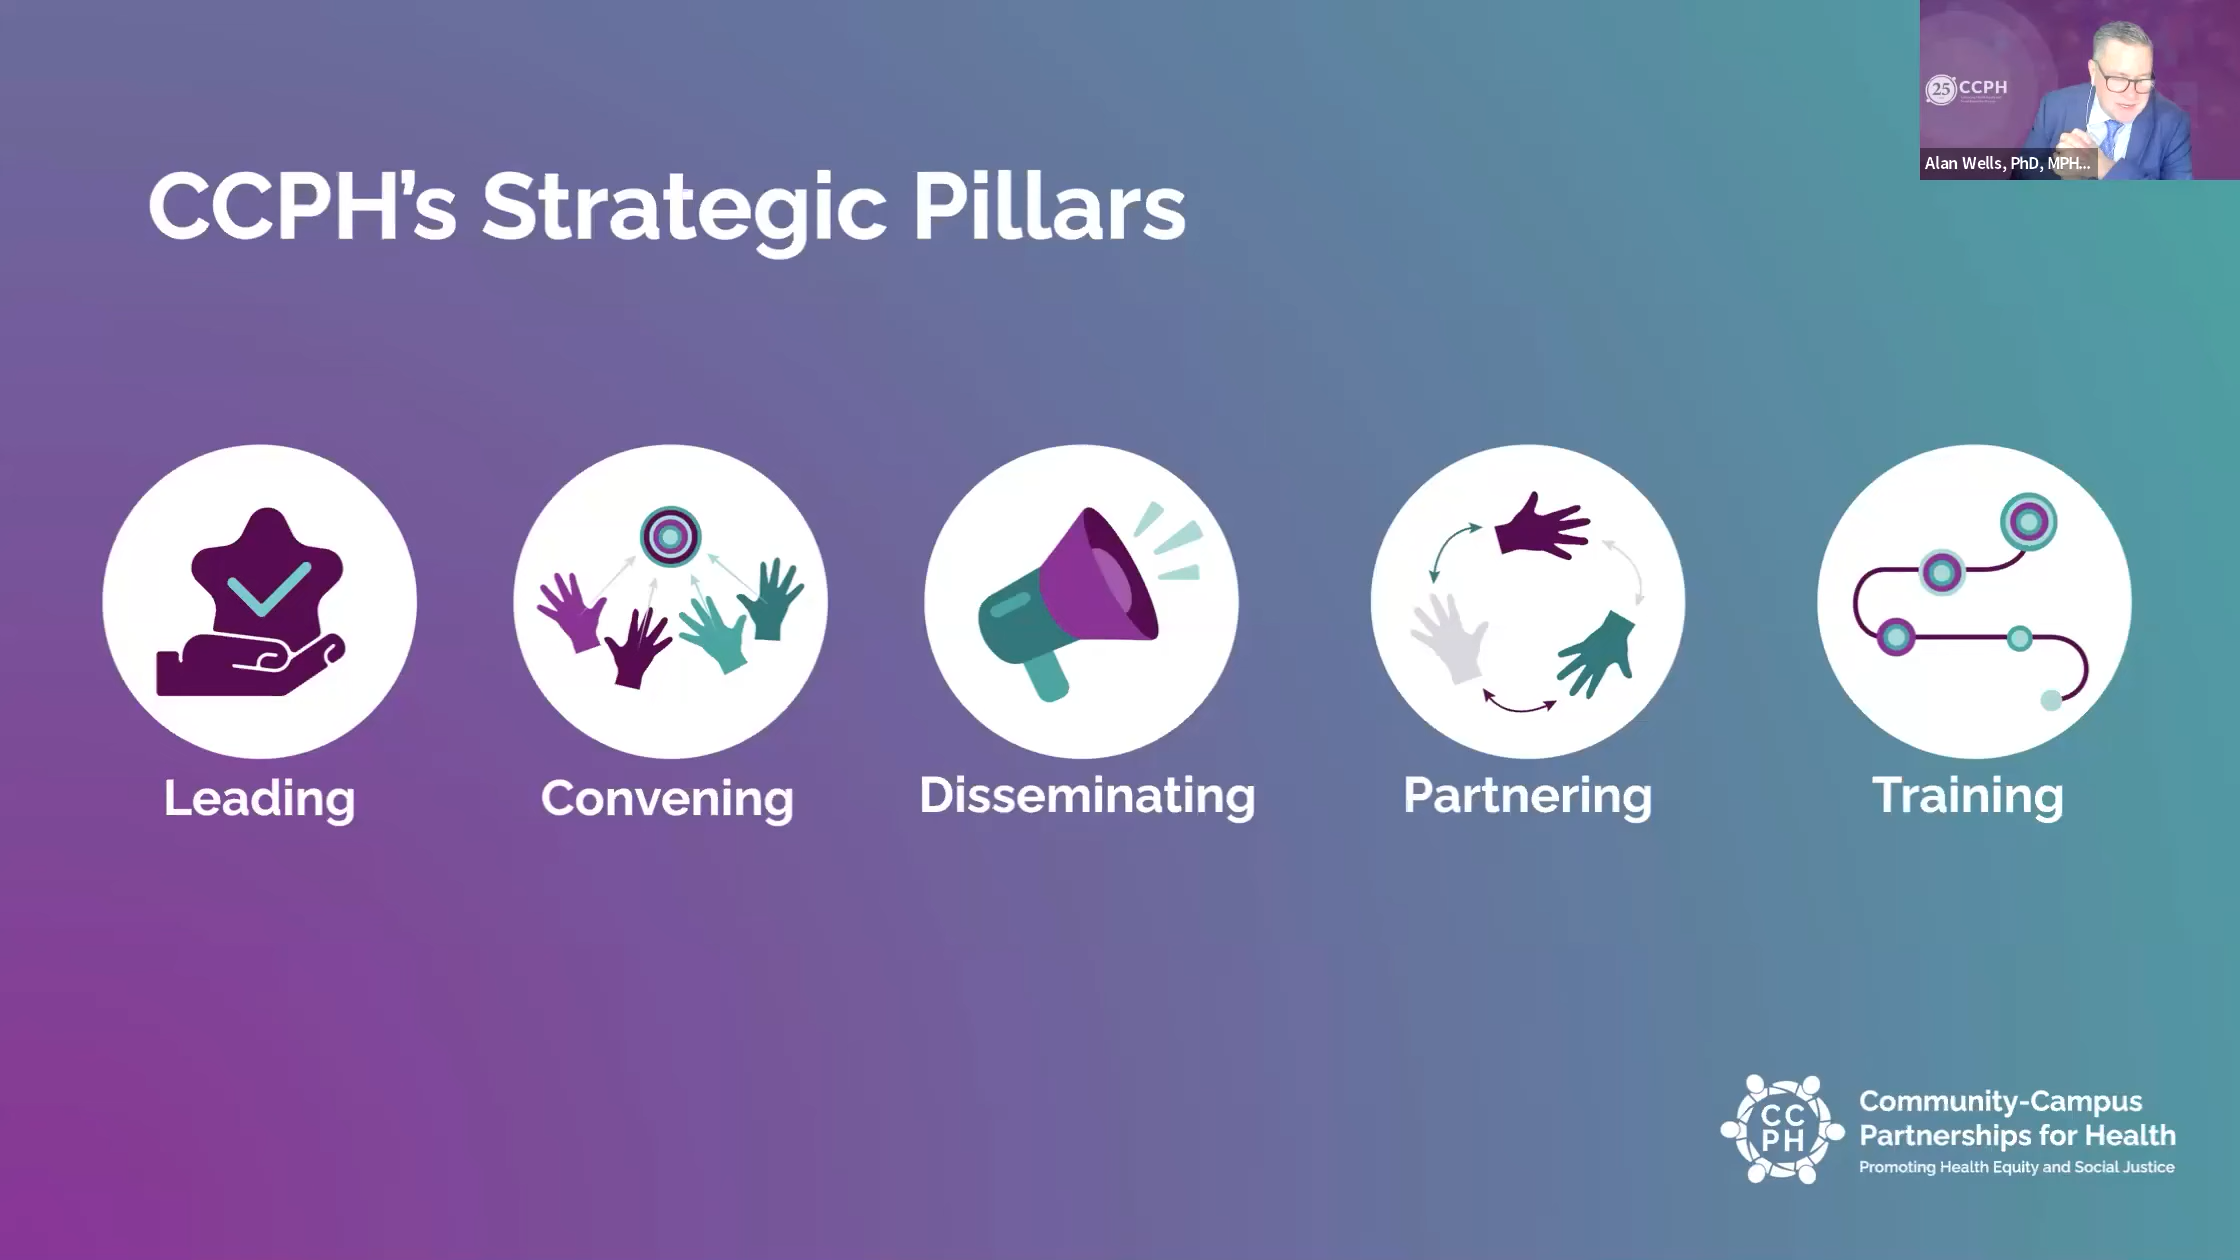 25 CCPH
Alan Wells, PhD, MPH...
CCPH's Strategic Pillars
Leading
Convening
Disseminating
Partnering
Training
CC
PH
Community-Campus
Partnerships for Health
Promoting Health Equity and Social Justice